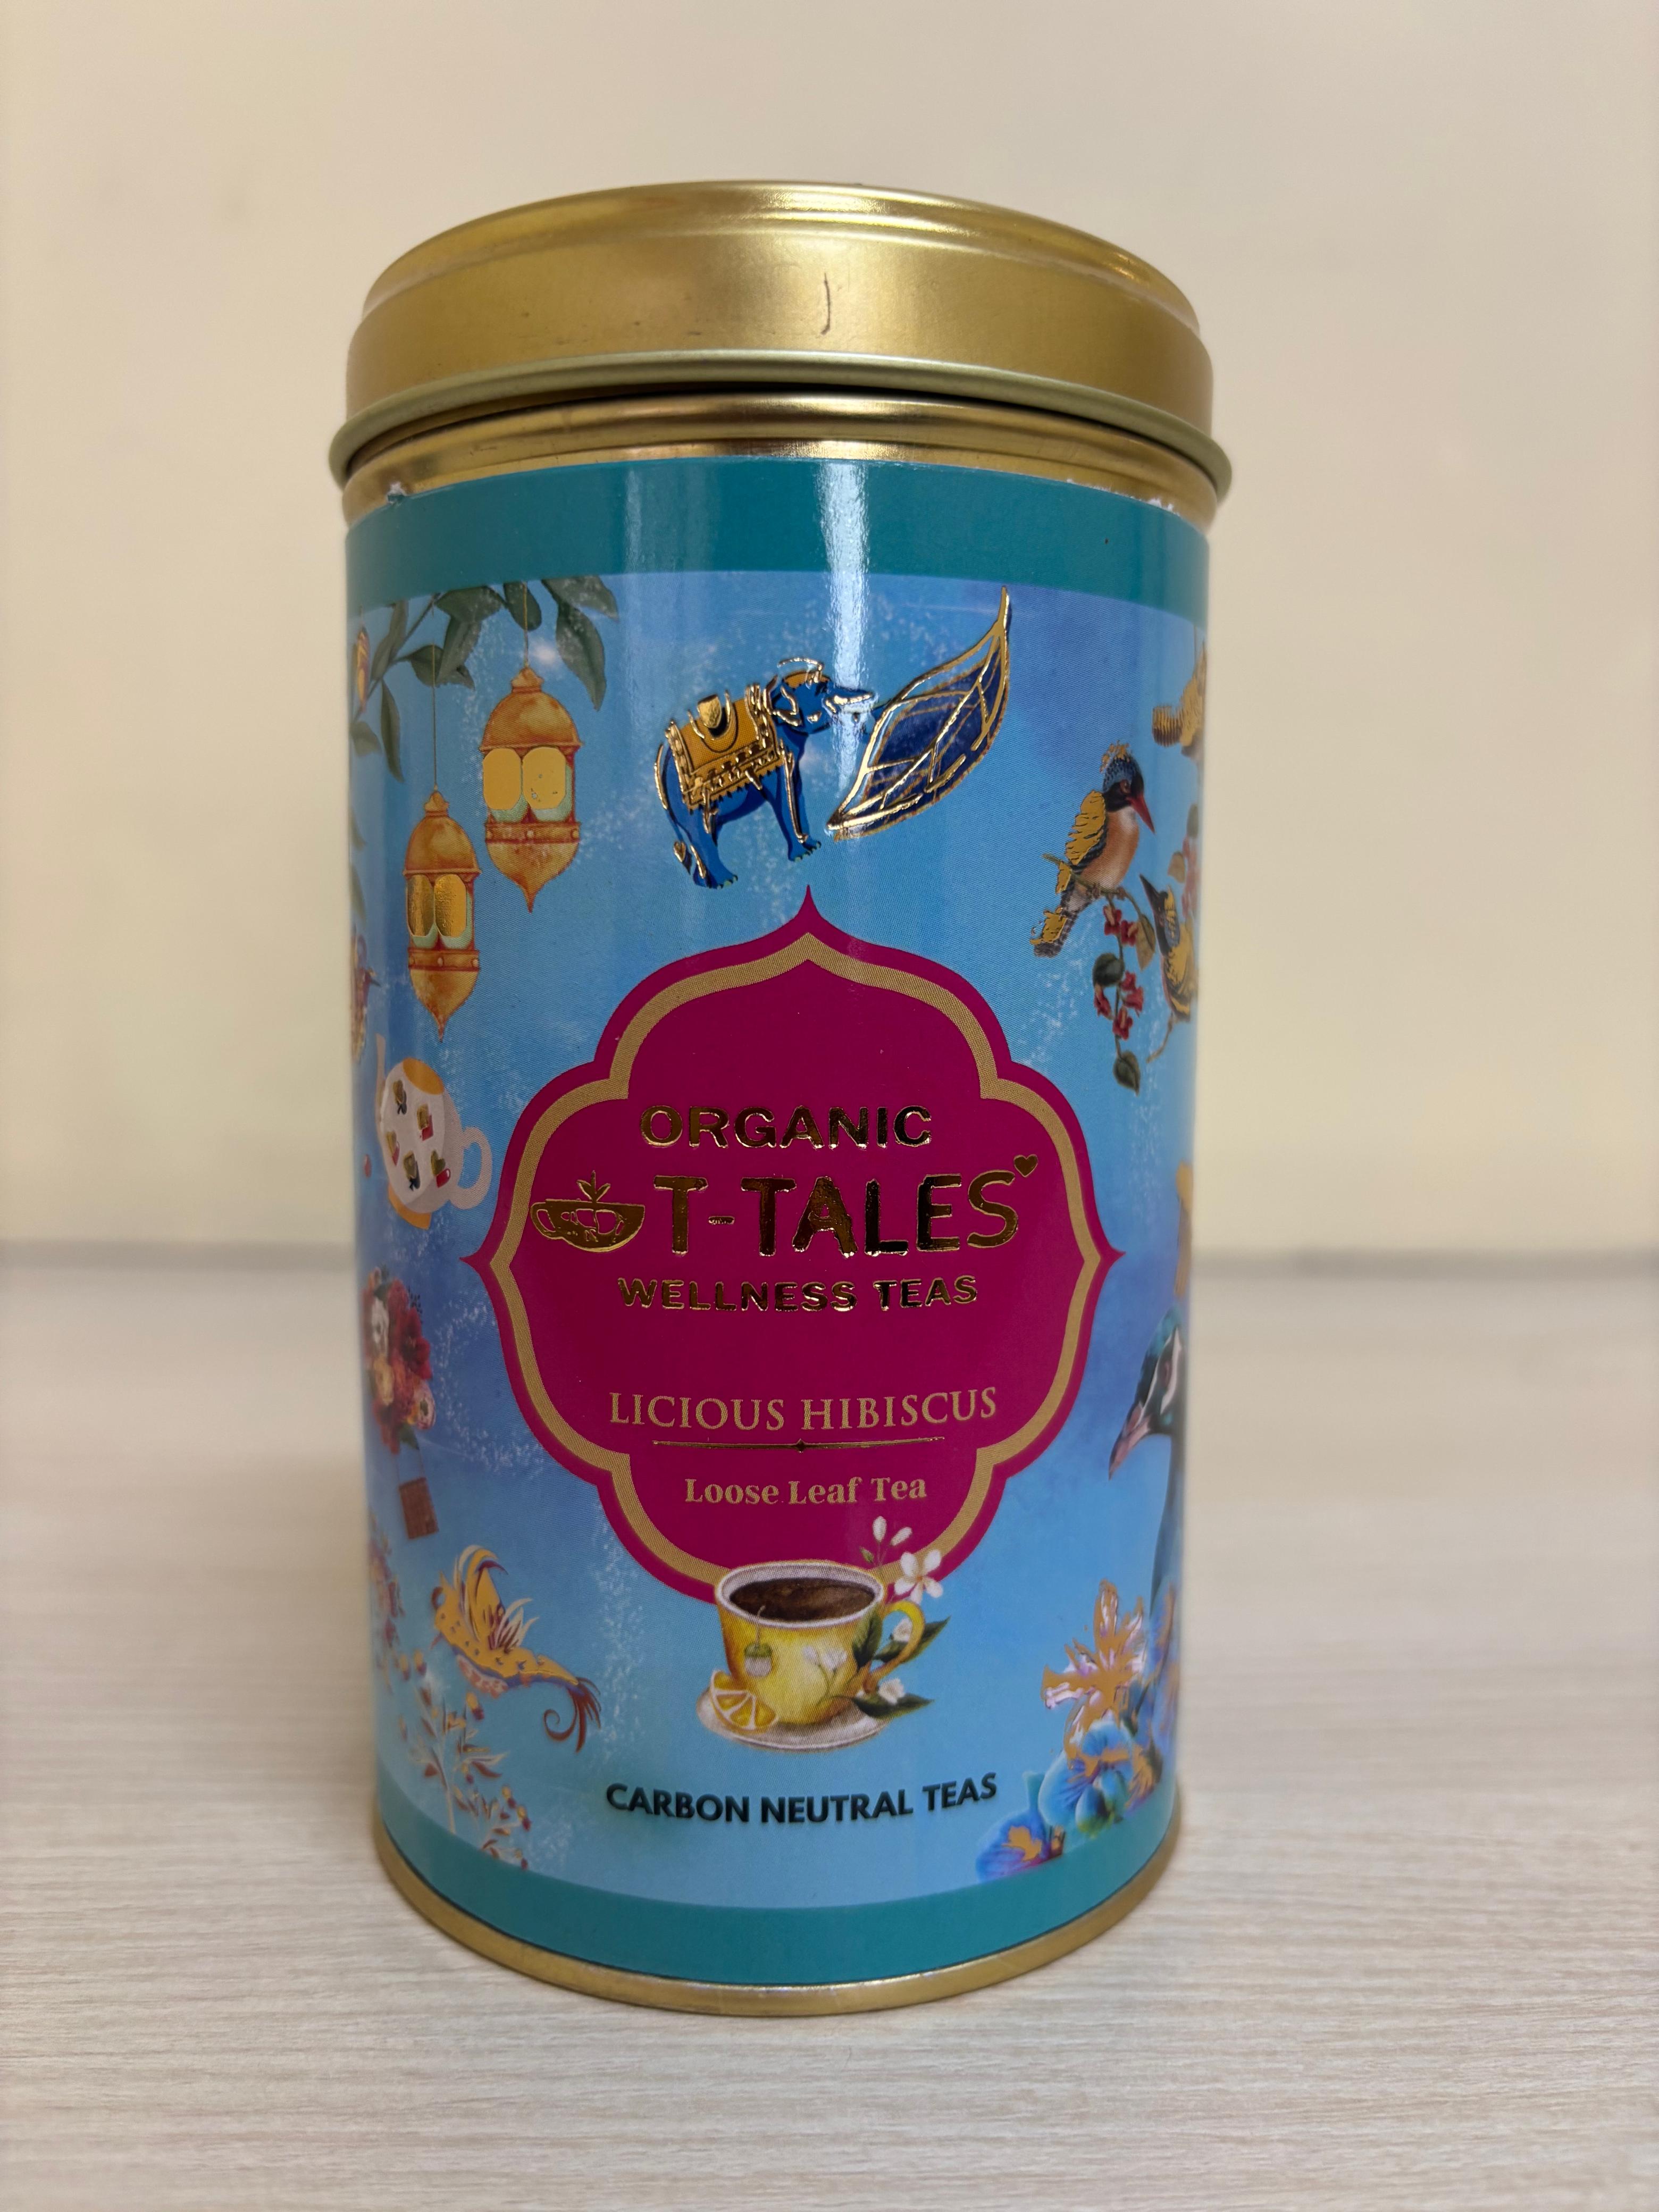 ORGANIC
T-TALES
WELLNESS TEAS
LICIOUS HIBISCUS
Loose Leaf Tea
CARBON NEUTRAL TEAS